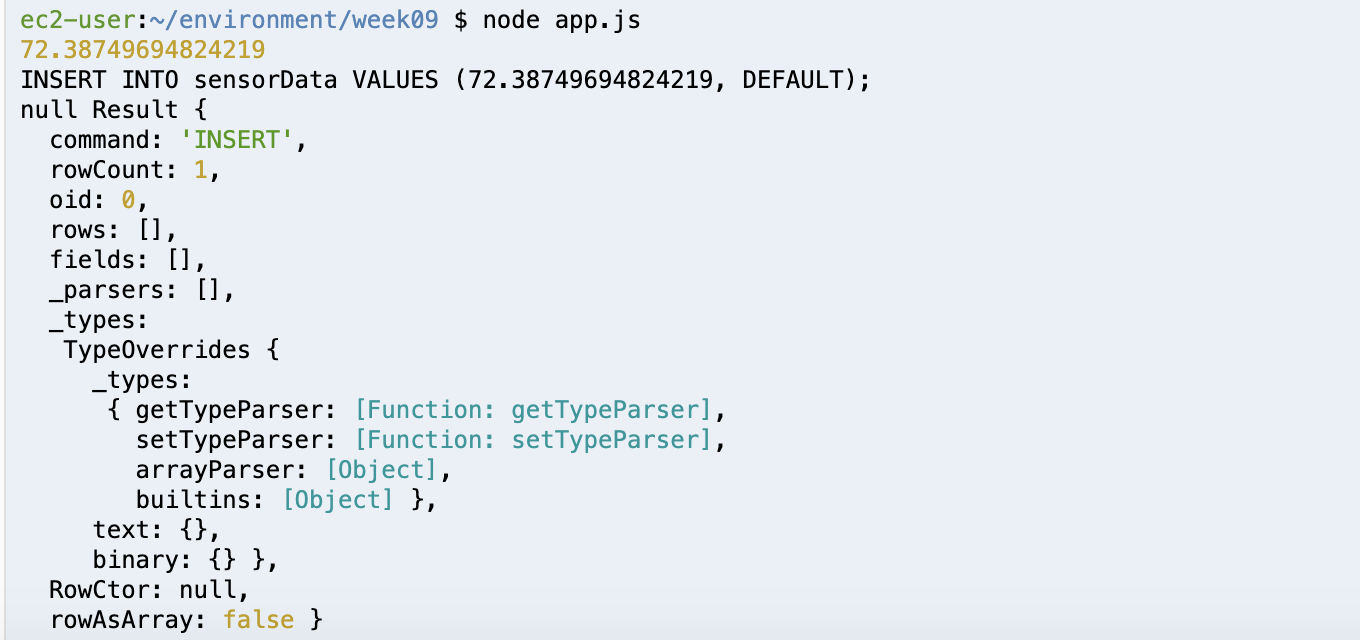 ec2-user:~/environment/week09 $ node app.js
72.38749694824219
INSERT INTO sensorData VALUES (72.38749694824219, DEFAULT);
null Result {
  command: 'INSERT',
  rowCount: 1,
  oid: 0,
  rows: [],
  fields: [],
  _parsers: [],
  _types:
   TypeOverrides {
     _types:
      { getTypeParser: [Function: getTypeParser],
        setTypeParser: [Function: setTypeParser],
        arrayParser: [Object],
        builtins: [Object] },
     text: {},
     binary: {} },
  RowCtor: null,
  rowAsArray: false }